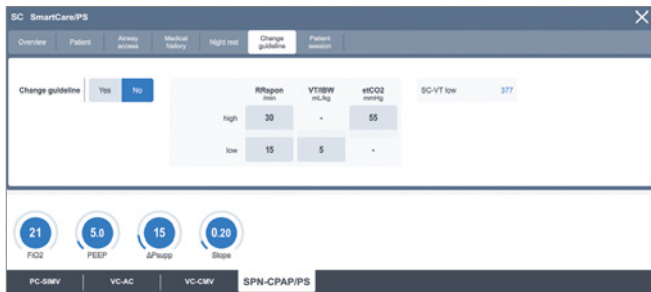 SC SmartCare/PS
Overview Patient Airway access Medical history Night rest Change guideline Patient session
Change guideline Yes No
RRspon /min VT/IBW mL/kg etCO2 mmHg
high 30 - 55
low 15 5 -
SC-VT low 377
21 5.0 15 0.20
FiO2 PEEP ΔPsupp Slope
PC-SIMV VC-AC VC-CMV SPN-CPAP/PS